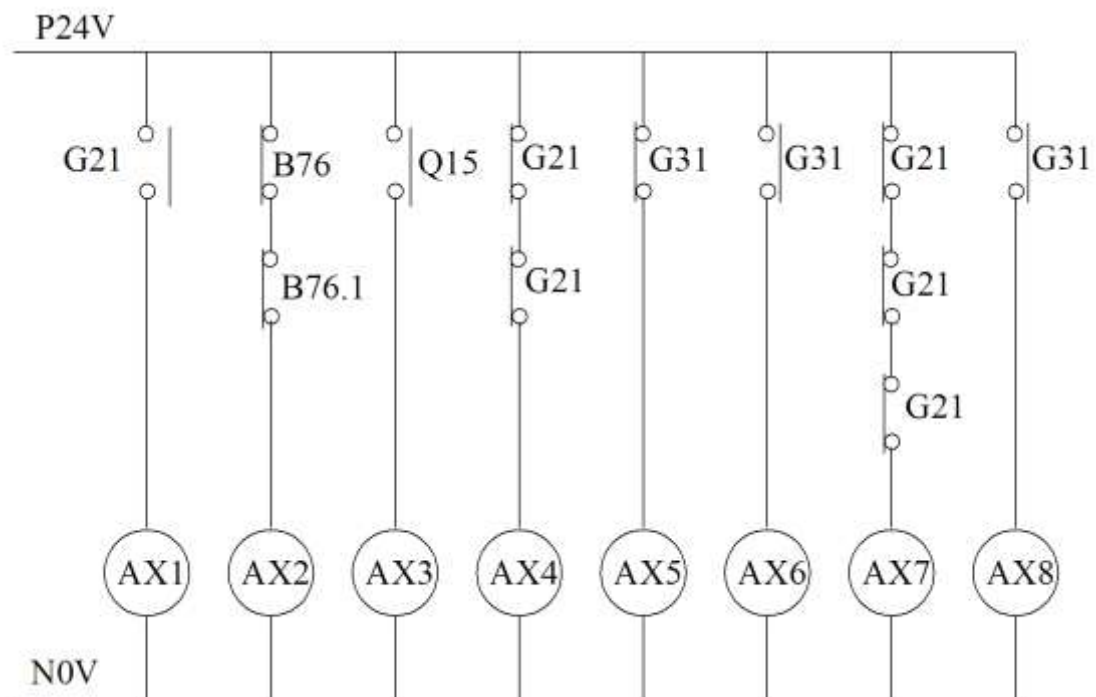 P24V
G21 B76 Q15 G21 G31 G31 G21 G31
B76.1 G21 G21
G21
AX1 AX2 AX3 AX4 AX5 AX6 AX7 AX8
N0V